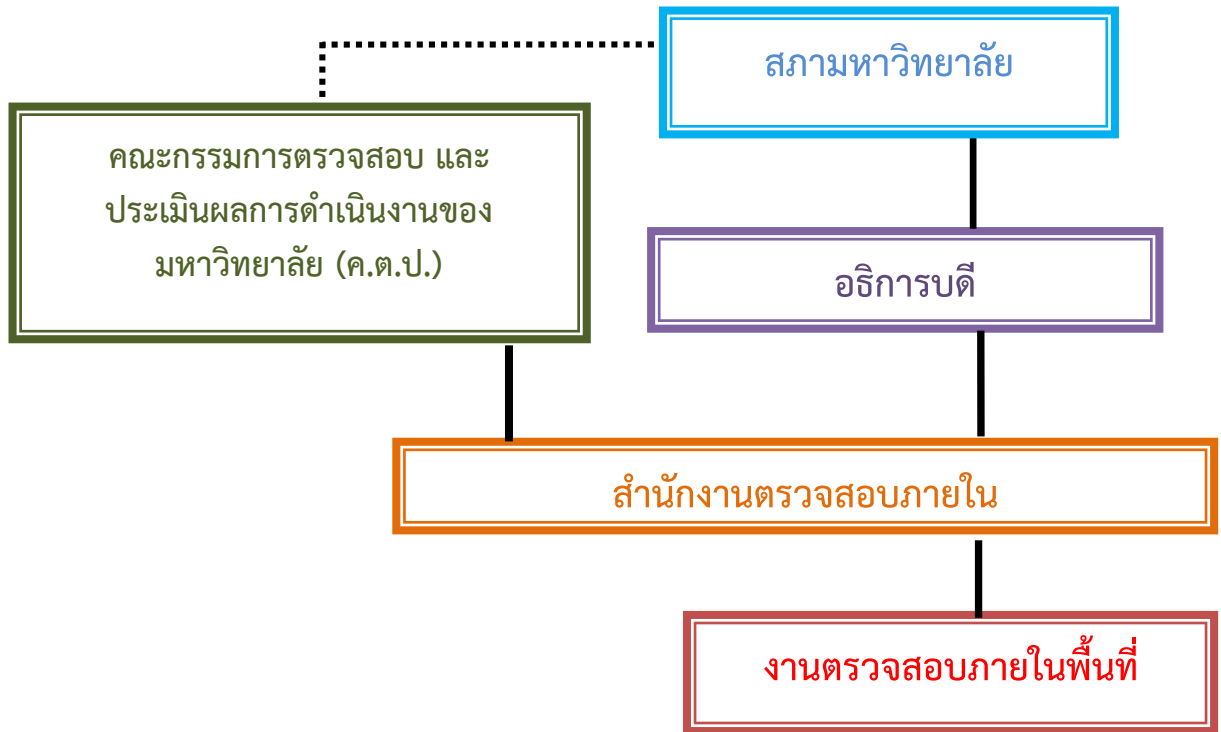 สภามหาวิทยาลัย
คณะกรรมการตรวจสอบ และ
ประเมินผลการดำเนินงานของ
มหาวิทยาลัย (ค.ต.ป.)
อธิการบดี
สำนักงานตรวจสอบภายใน
งานตรวจสอบภายในพื้นที่